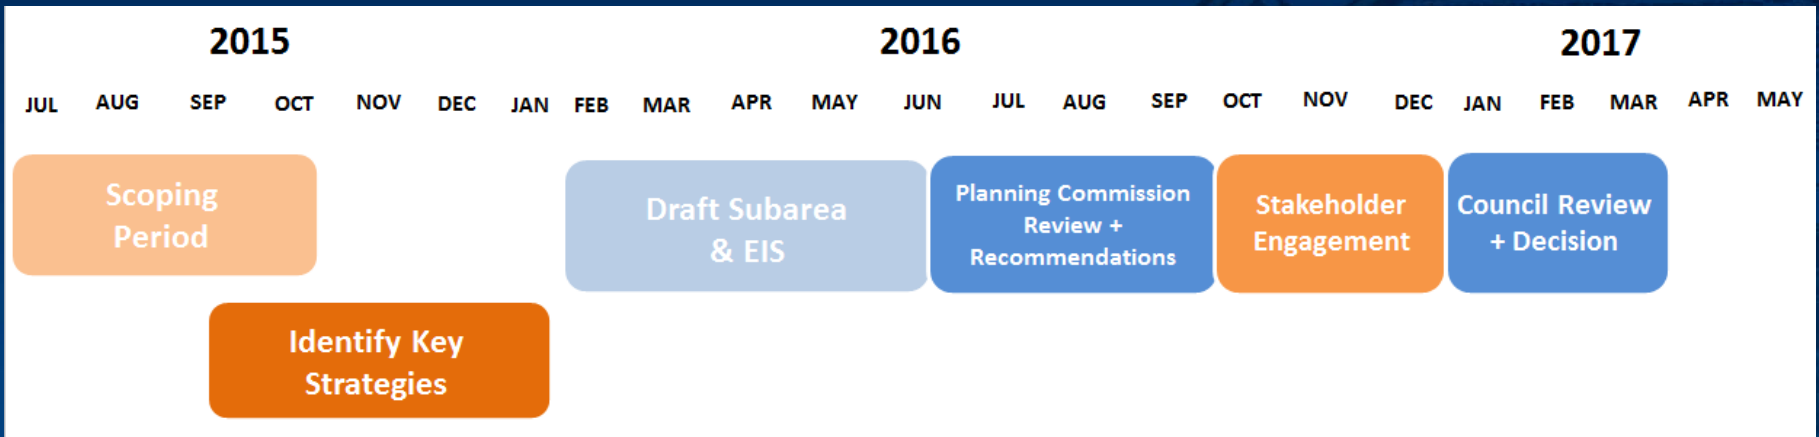 2015 2016 2017
JUL AUG SEP OCT NOV DEC JAN FEB MAR APR MAY JUN JUL AUG SEP OCT NOV DEC JAN FEB MAR APR MAY
Scoping
Period
Draft Subarea
& EIS
Planning Commission
Review +
Recommendations
Stakeholder
Engagement
Council Review
+ Decision
Identify Key
Strategies